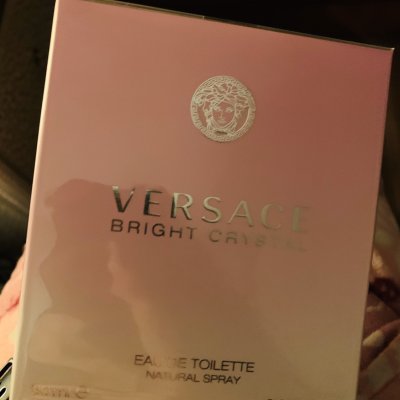 VERSACE
BRIGHT CRYSTAL
EAU DE TOILETTE
NATURAL SPRAY